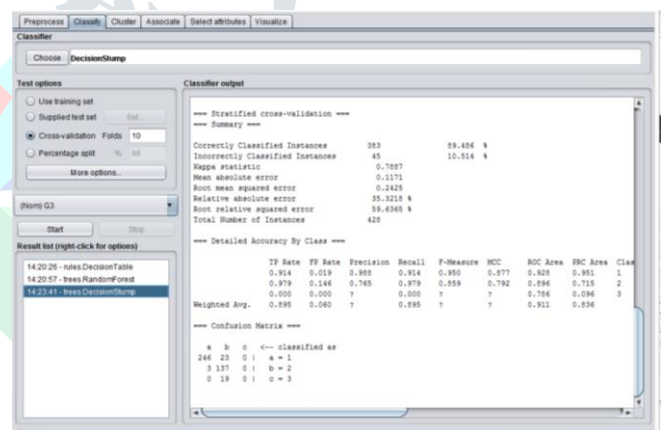 Preprocess Classify Cluster Associate Select attributes Visualize
Classifier
Choose DecisionStump
Test options
Use training set
Supplied test set Set...
Cross-validation Folds 10
Percentage split % 66
More options...
(Nom) G3
Start Stop
Result list (right-click for options)
14:20:26 - rules.DecisionTable
14:20:57 - trees.RandomForest
14:23:41 - trees.DecisionStump
Classifier output
=== Stratified cross-validation ===
=== Summary ===
Correctly Classified Instances 383 89.486 %
Incorrectly Classified Instances 45 10.514 %
Kappa statistic 0.7887
Mean absolute error 0.1171
Root mean squared error 0.2425
Relative absolute error 35.3218 %
Root relative squared error 59.6365 %
Total Number of Instances 428
=== Detailed Accuracy By Class ===
TP Rate FP Rate Precision Recall F-Measure MCC ROC Area PRC Area Clas
0.914 0.019 0.988 0.914 0.950 0.877 0.928 0.951 1
0.979 0.146 0.765 0.979 0.859 0.792 0.896 0.715 2
0.000 0.000 ? 0.000 ? ? 0.786 0.096 3
Weighted Avg. 0.895 0.060 ? 0.895 ? ? 0.911 0.836
=== Confusion Matrix ===
a b c <-- classified as
246 23 0 | a = 1
3 137 0 | b = 2
0 19 0 | c = 3